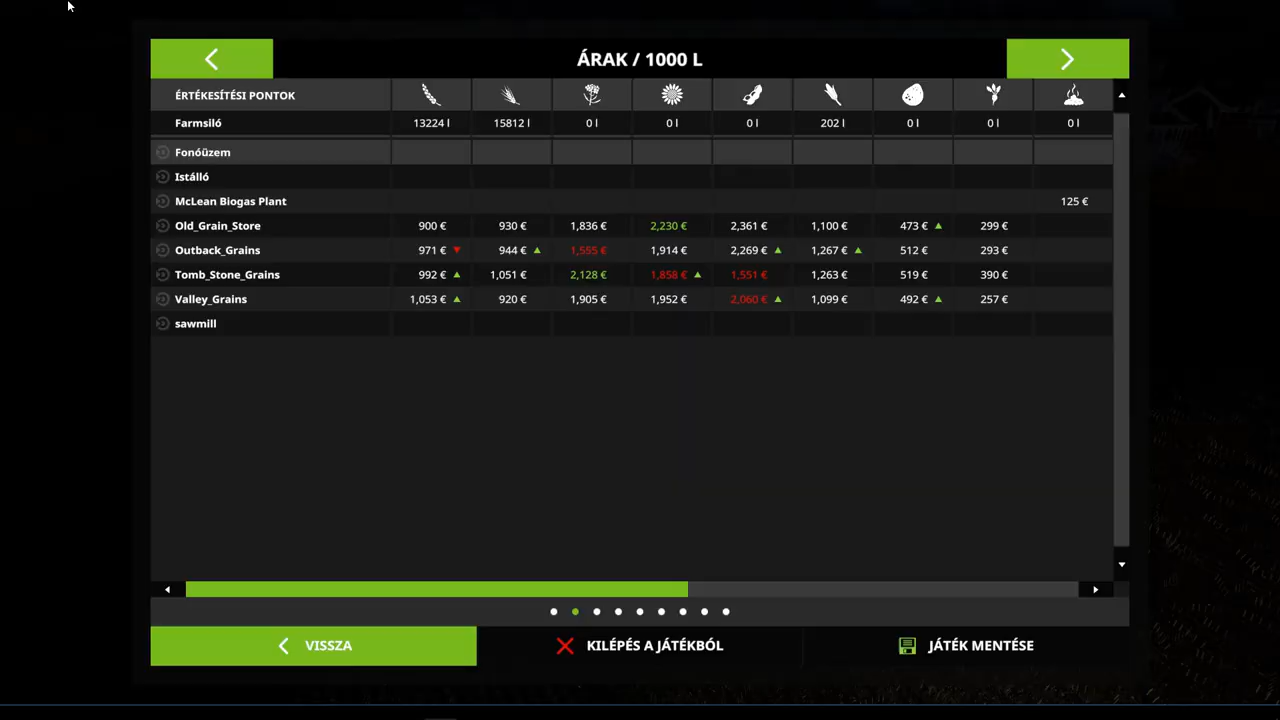 ÁRAK / 1000 L
ÉRTÉKESÍTÉSI PONTOK
Farmsiló 13224 l 15812 l 0 l 0 l 0 l 202 l 0 l 0 l 0 l
Fonóüzem
Istálló
McLean Biogas Plant 125 €
Old_Grain_Store 900 € 930 € 1,836 € 2,230 € 2,361 € 1,100 € 473 € 299 €
Outback_Grains 971 € 944 € 1,555 € 1,914 € 2,269 € 1,267 € 512 € 293 €
Tomb_Stone_Grains 992 € 1,051 € 2,128 € 1,858 € 1,551 € 1,263 € 519 € 390 €
Valley_Grains 1,053 € 920 € 1,905 € 1,952 € 2,060 € 1,099 € 492 € 257 €
sawmill
VISSZA KILÉPÉS A JÁTÉKBÓL JÁTÉK MENTÉSE